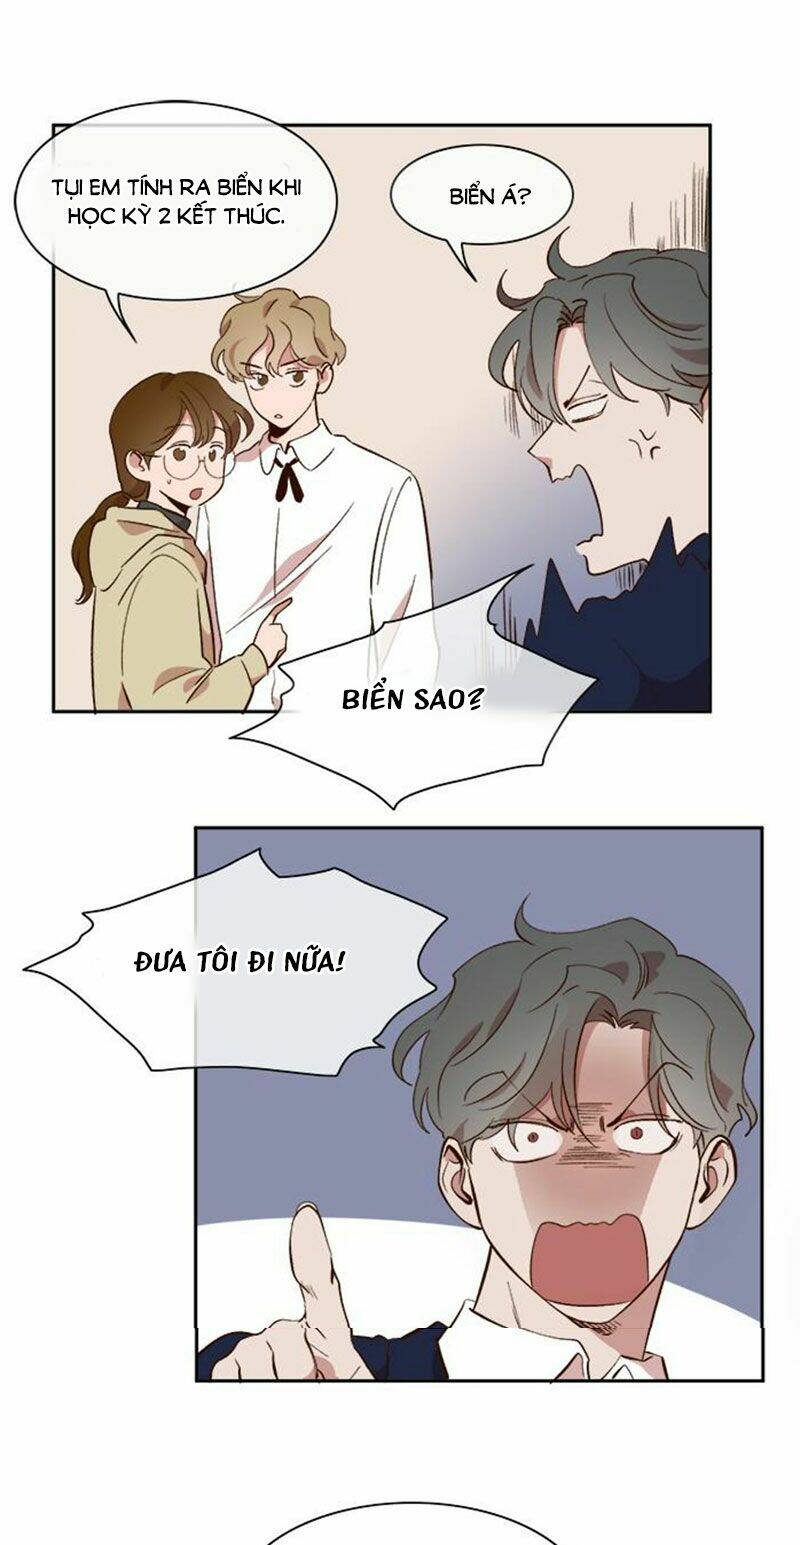 TỤI EM TÍNH RA BIỂN KHI
HỌC KỲ 2 KẾT THÚC.
BIỂN Á?
BIỂN SAO?
ĐƯA TÔI ĐI NỮA!